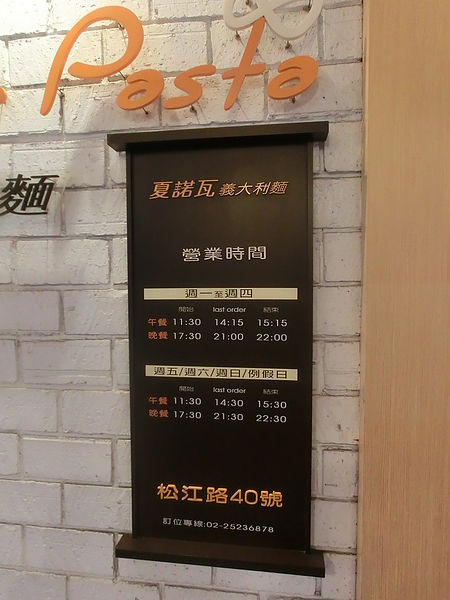 Pasta
麵
夏諾瓦 義大利麵
營業時間
週一至週四
開始 last order 結束
午餐 11:30 14:15 15:15
晚餐 17:30 21:00 22:00
週五/週六/週日/例假日
開始 last order 結束
午餐 11:30 14:30 15:30
晚餐 17:30 21:30 22:30
松江路40號
訂位專線:02-25236878